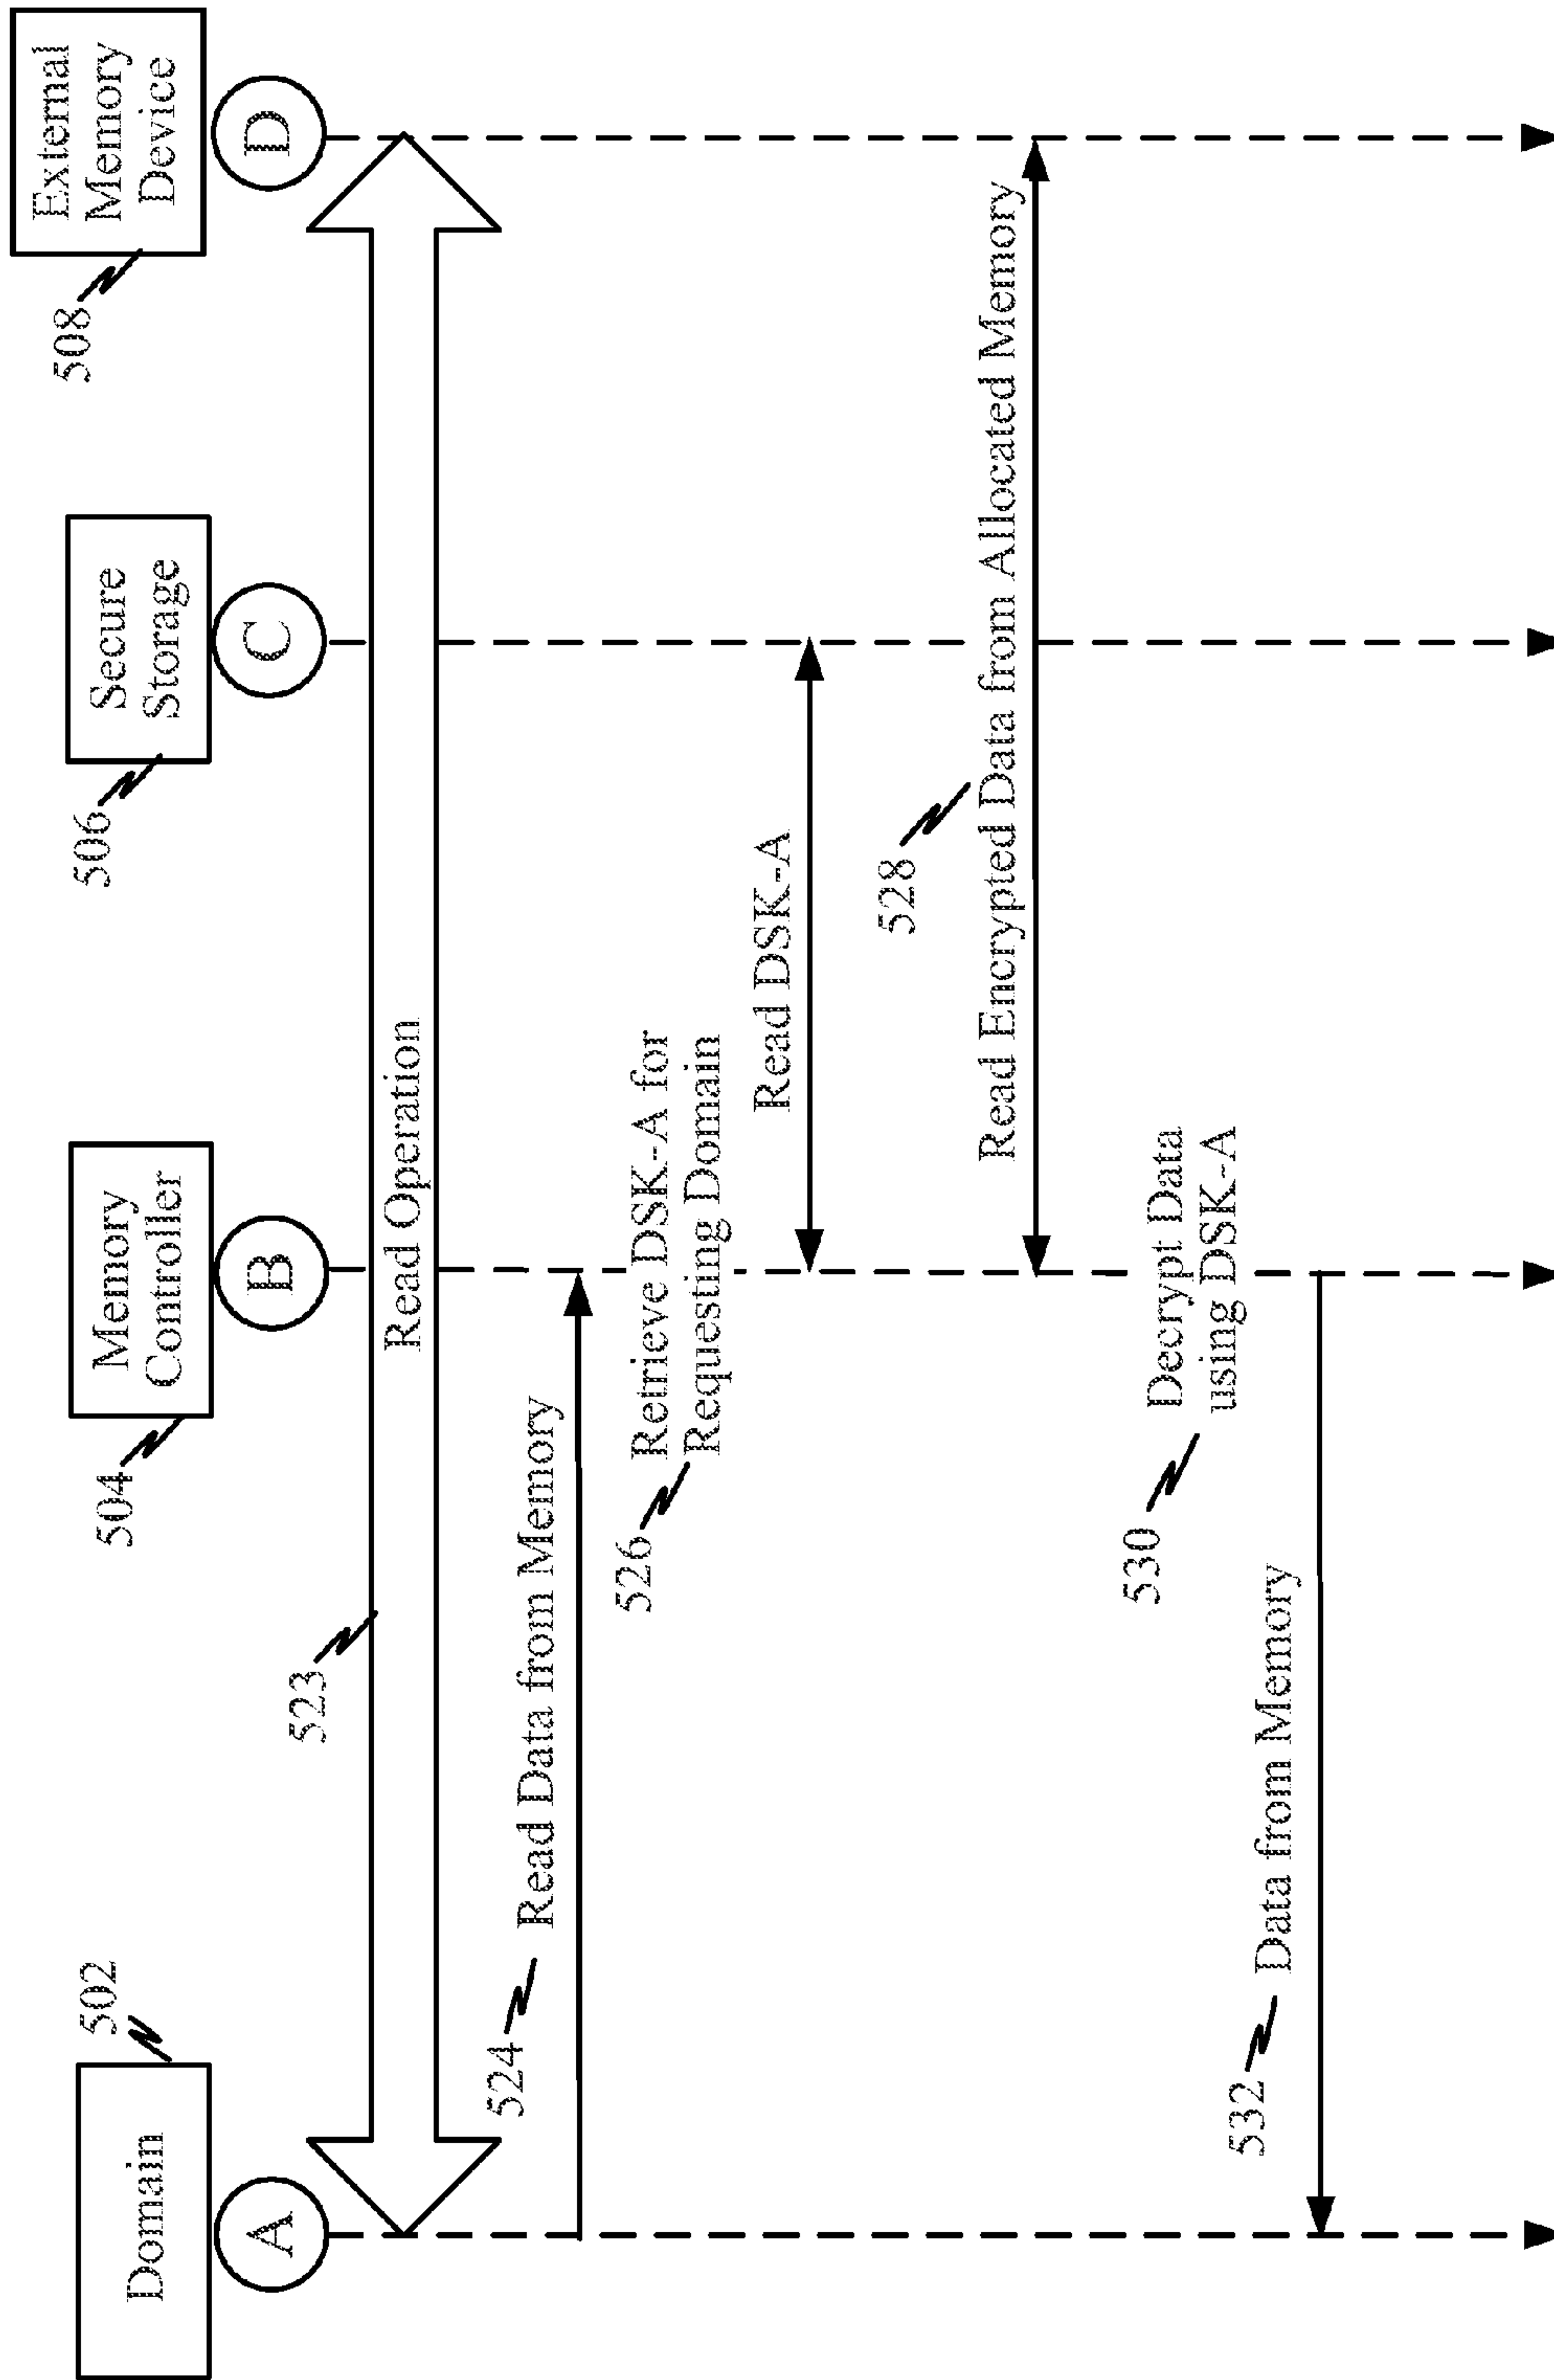 Domain
502
A
Memory
Controller
504
B
Secure
Storage
506
C
External
Memory
Device
508
D
523
Read Operation
524
Read Data from Memory
526
Retrieve DSK-A for
Requesting Domain
Read DSK-A
528
Read Encrypted Data from Allocated Memory
530
Decrypt Data
using DSK-A
532
Data from Memory